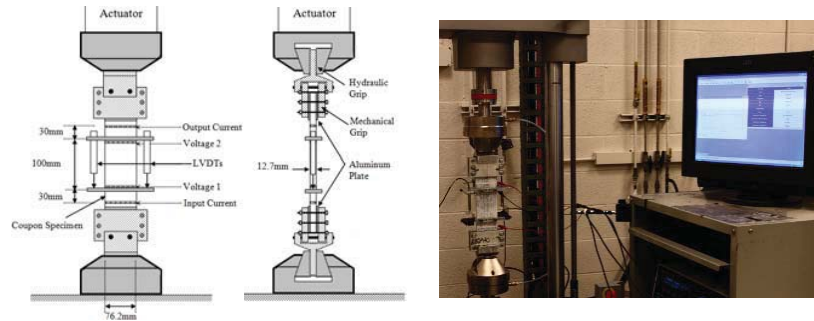 Actuator
Actuator
Hydraulic
Grip
Mechanical
Grip
Output Current
30mm
Voltage 2
LVDTs
100mm
12.7mm
Aluminum
Plate
Voltage 1
30mm
Input Current
Coupon Specimen
76.2mm